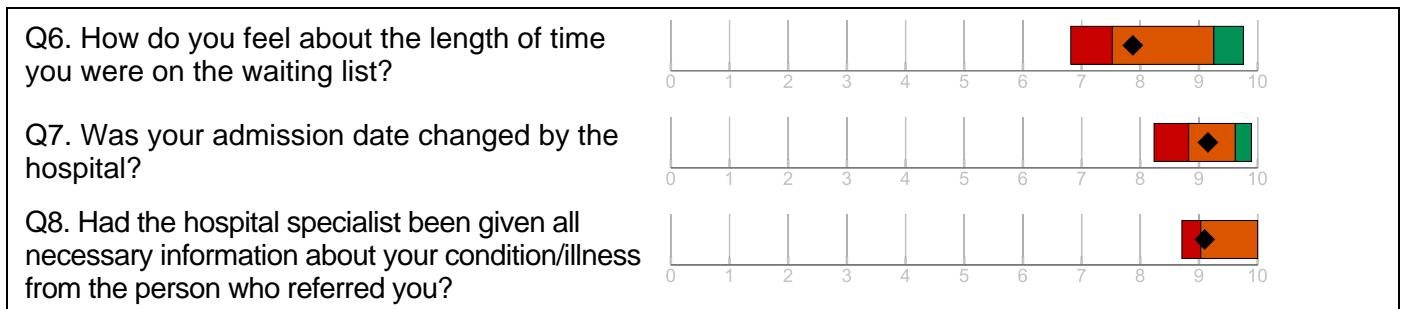 Q6. How do you feel about the length of time
you were on the waiting list?
0 1 2 3 4 5 6 7 8 9 10
Q7. Was your admission date changed by the
hospital?
0 1 2 3 4 5 6 7 8 9 10
Q8. Had the hospital specialist been given all
necessary information about your condition/illness
from the person who referred you?
0 1 2 3 4 5 6 7 8 9 10